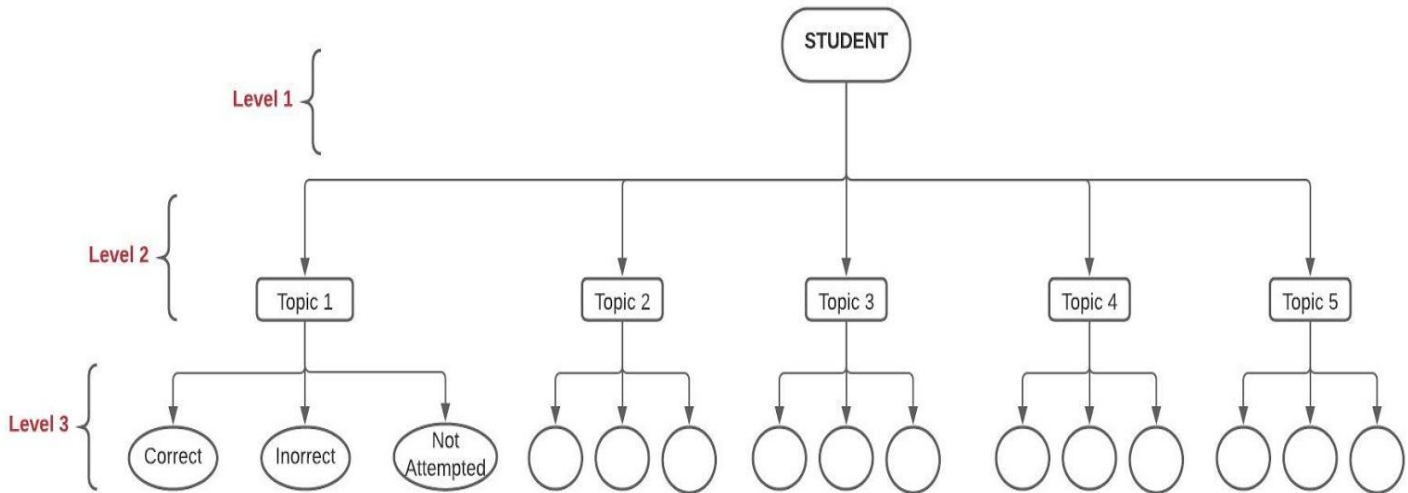 STUDENT
Level 1
Level 2
Topic 1
Topic 2
Topic 3
Topic 4
Topic 5
Level 3
Correct
Inorrect
Not
Attempted